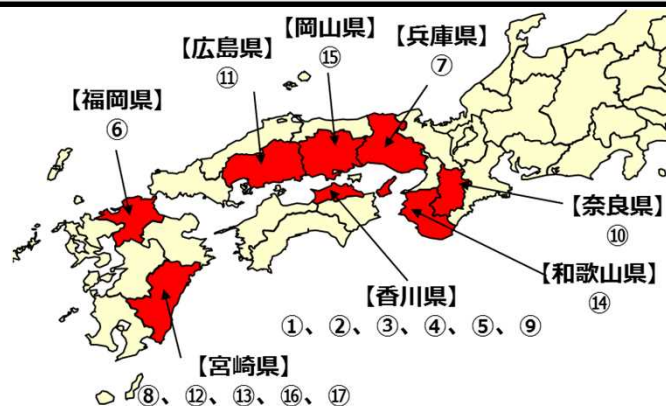 【岡山県】
⑮
【兵庫県】
⑦
【広島県】
⑪
【福岡県】
⑥
【奈良県】
⑩
【和歌山県】
⑭
【香川県】
①、②、③、④、⑤、⑨
【宮崎県】
⑧、⑫、⑬、⑯、⑰